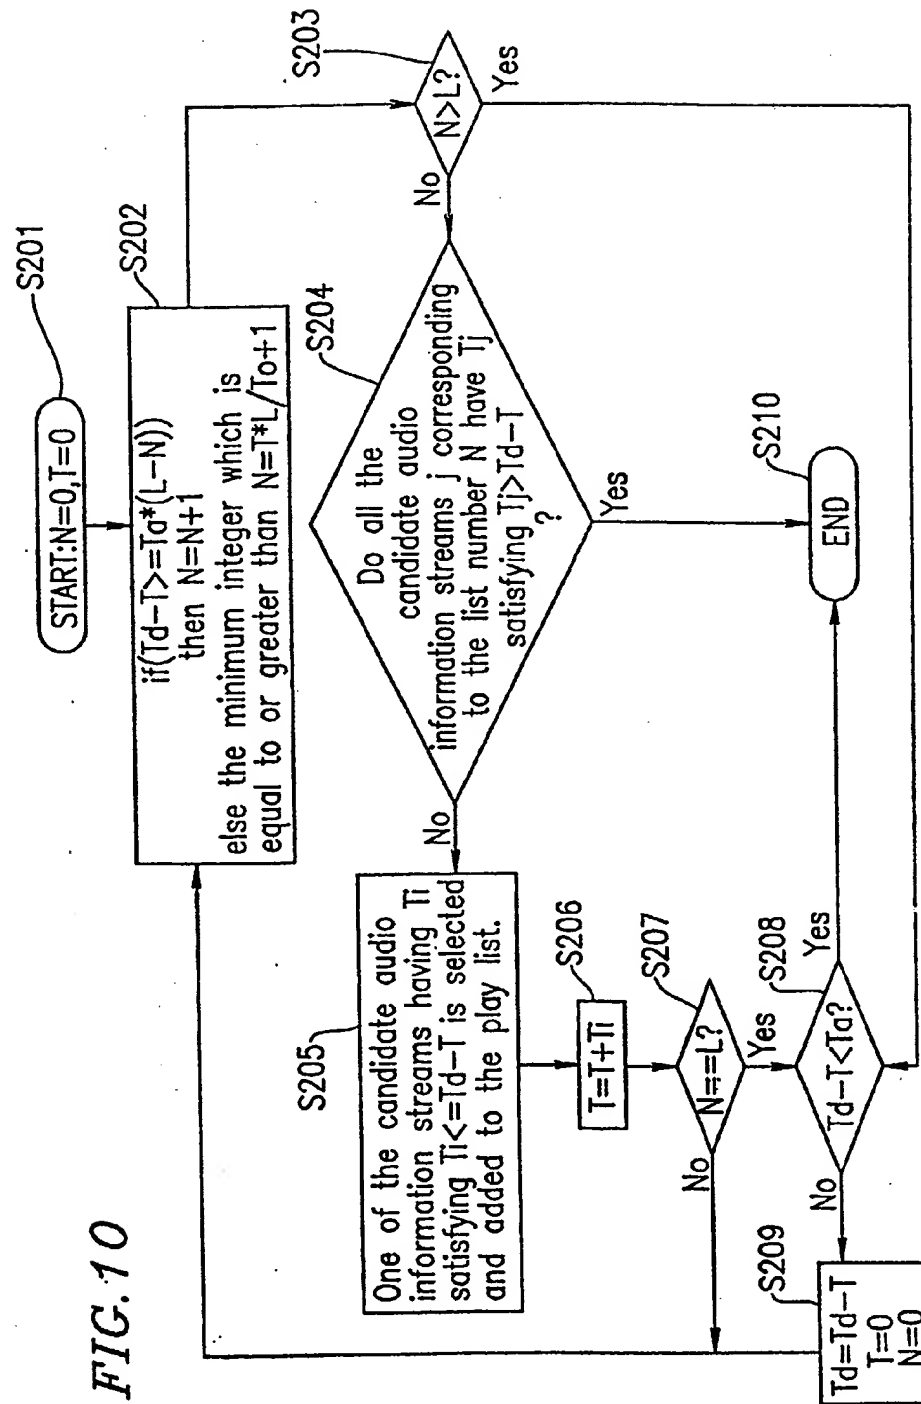 FIG. 10
START:N=0,T=0
S201
if(Td-T>=Ta*(L-N))
then N=N+1
else the minimum integer which is
equal to or greater than N=T*L/To+1
S202
N>L?
S203
No
Yes
Do all the
candidate audio
information streams j corresponding
to the list number N have Tj
satisfying Tj>Td-T
?
S204
No
Yes
One of the candidate audio
information streams having Ti
satisfying Ti<=Td-T is selected
and added to the play list.
S205
T=T+Ti
S206
N==L?
S207
No
Yes
Td-T<Ta?
S208
No
Yes
Td=Td-T
T=0
N=0
S209
END
S210